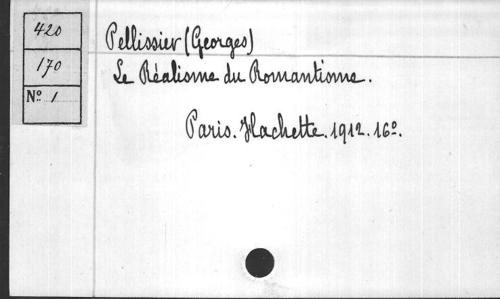 420
170
Nº 1
Pellissier (Georges)
Le Réalisme du Romantisme.
Paris. Hachette. 1912. 16º.